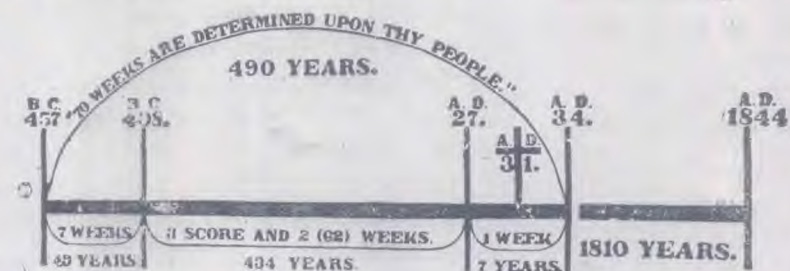 "70 WEEKS ARE DETERMINED UPON THY PEOPLE."
490 YEARS.
B. C. B. C. A. D. A. D. A. D.
457 408. 27. 34. 1844
A. D.
31.
7 WEEKS 3 SCORE AND 2 (62) WEEKS. 1 WEEK
49 YEARS 434 YEARS. 7 YEARS.
1810 YEARS.